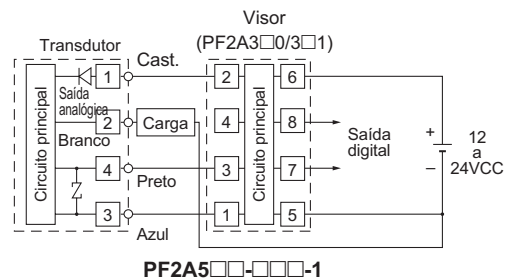 Visor
(PF2A3□0/3□1)
Transdutor
Cast.
1
2
6
Saída
analógica
2
Carga
4
8
Saída
digital
+
12
a
24VCC
−
Branco
Circuito principal
Circuito principal
4
Preto
3
7
3
Azul
1
5
PF2A5□□-□□□-1